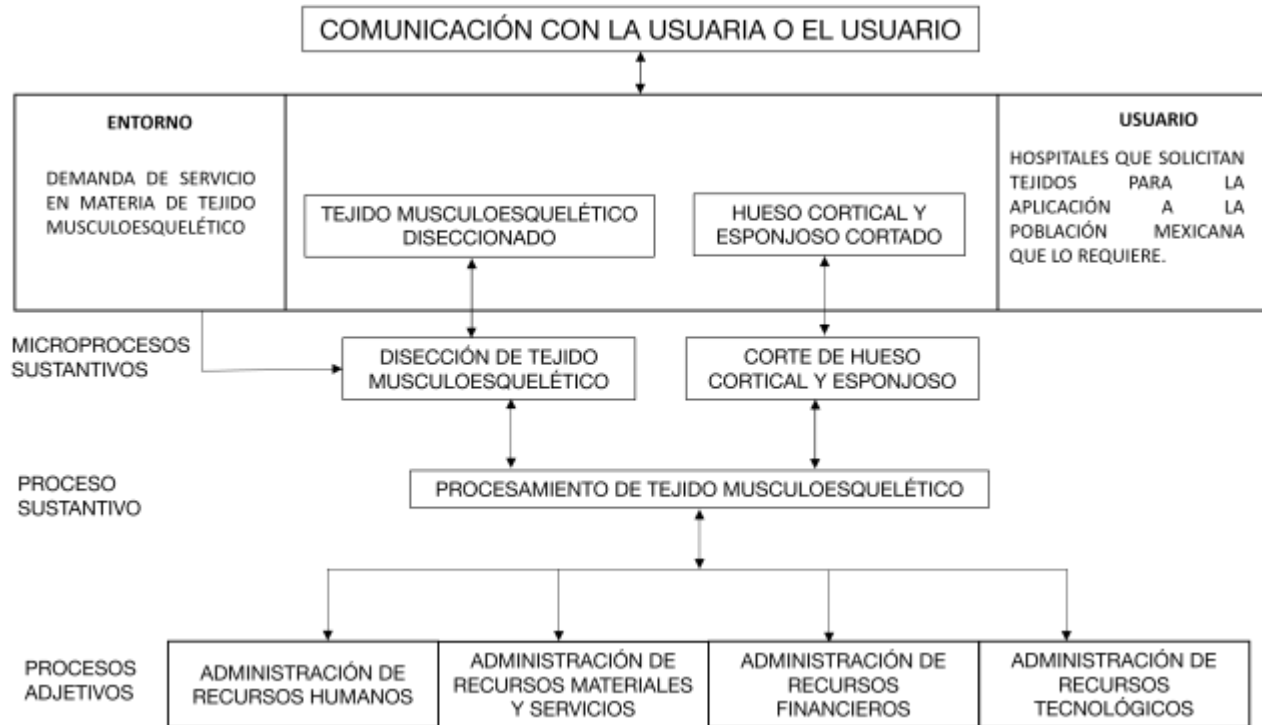 COMUNICACIÓN CON LA USUARIA O EL USUARIO
ENTORNO
DEMANDA DE SERVICIO
EN MATERIA DE TEJIDO
MUSCULOESQUELÉTICO
TEJIDO MUSCULOESQUELÉTICO
DISECCIONADO
HUESO CORTICAL Y
ESPONJOSO CORTADO
USUARIO
HOSPITALES QUE SOLICITAN
TEJIDOS PARA LA
APLICACIÓN A LA
POBLACIÓN MEXICANA
QUE LO REQUIERE.
MICROPROCESOS
SUSTANTIVOS
DISECCIÓN DE TEJIDO
MUSCULOESQUELÉTICO
CORTE DE HUESO
CORTICAL Y ESPONJOSO
PROCESO
SUSTANTIVO
PROCESAMIENTO DE TEJIDO MUSCULOESQUELÉTICO
PROCESOS
ADJETIVOS
ADMINISTRACIÓN DE
RECURSOS HUMANOS
ADMINISTRACIÓN DE
RECURSOS MATERIALES
Y SERVICIOS
ADMINISTRACIÓN DE
RECURSOS
FINANCIEROS
ADMINISTRACIÓN DE
RECURSOS
TECNOLÓGICOS